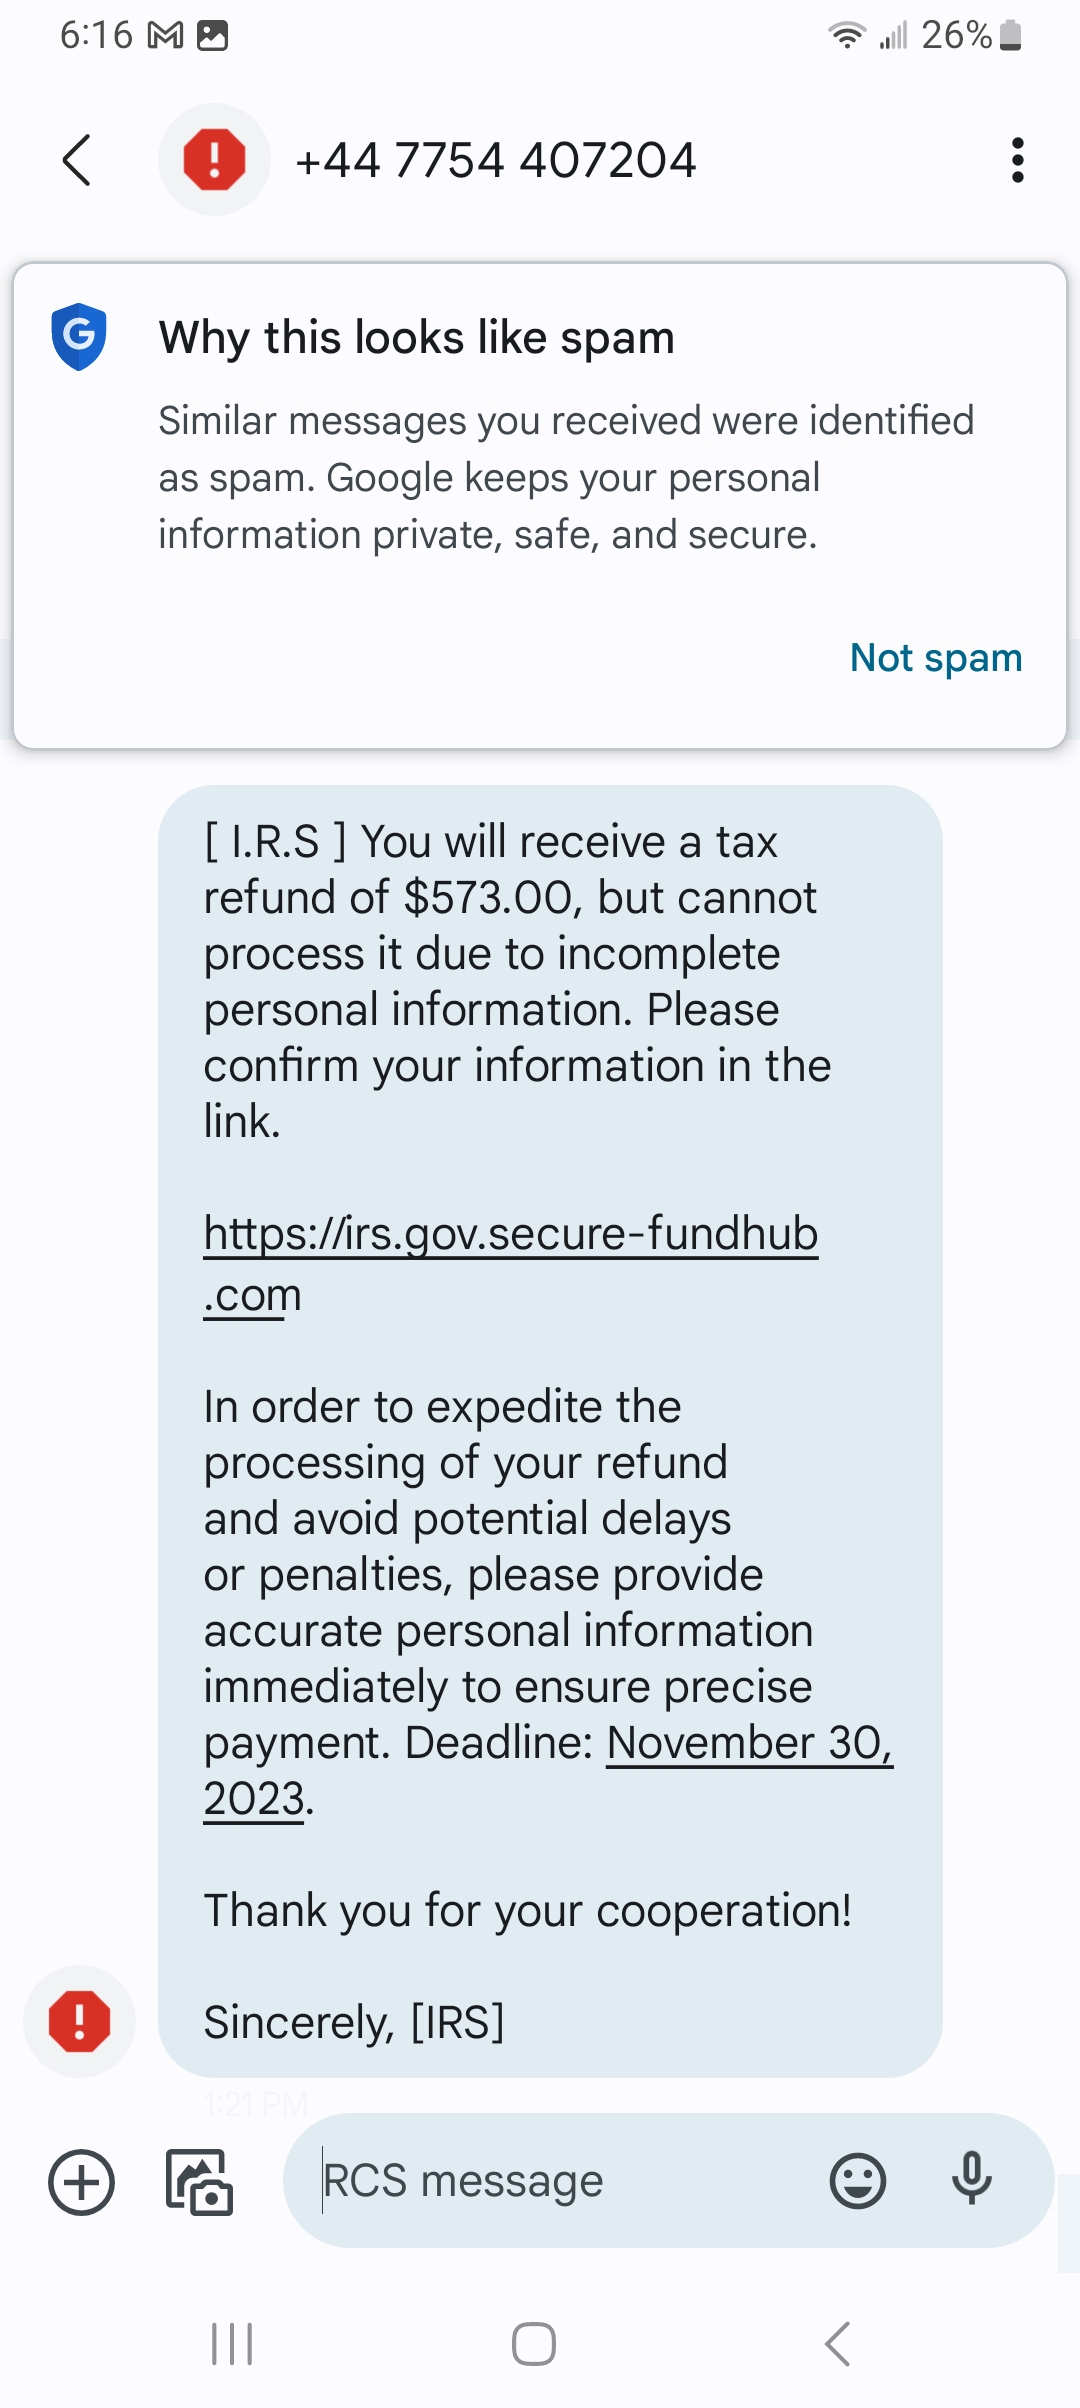 6:16
26%
+44 7754 407204
Why this looks like spam
Similar messages you received were identified
as spam. Google keeps your personal
information private, safe, and secure.
Not spam
[ I.R.S ] You will receive a tax
refund of $573.00, but cannot
process it due to incomplete
personal information. Please
confirm your information in the
link.
https://irs.gov.secure-fundhub
.com
In order to expedite the
processing of your refund
and avoid potential delays
or penalties, please provide
accurate personal information
immediately to ensure precise
payment. Deadline: November 30,
2023.
Thank you for your cooperation!
Sincerely, [IRS]
1:21 PM
RCS message